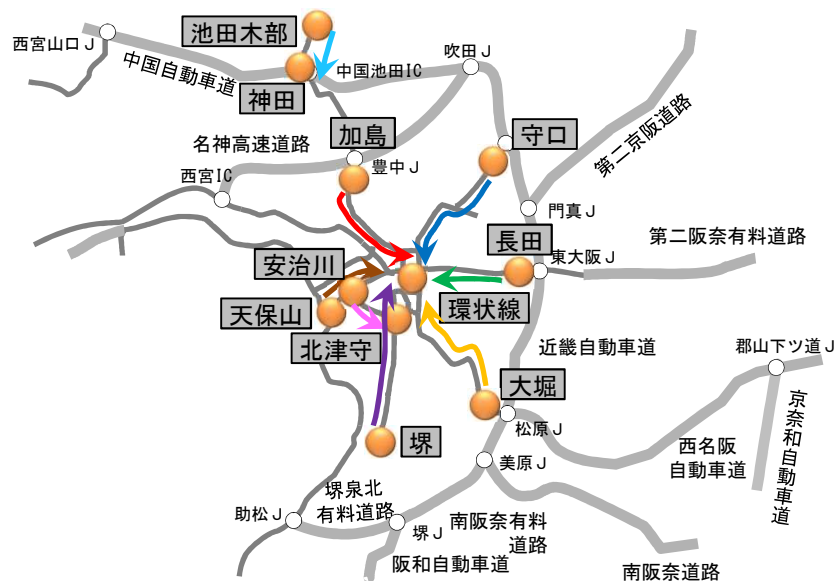 池田木部
西宮山口J
吹田J
中国自動車道
中国池田IC
神田
加島
守口
第二京阪道路
名神高速道路
豊中J
西宮IC
門真J
長田
第二阪奈有料道路
東大阪J
安治川
環状線
天保山
北津守
近畿自動車道
郡山下ツ道J
大堀
京奈和自動車道
松原J
堺
西名阪
自動車道
美原J
堺泉北
有料道路
助松J
南阪奈有料
道路
堺J
阪和自動車道
南阪奈道路